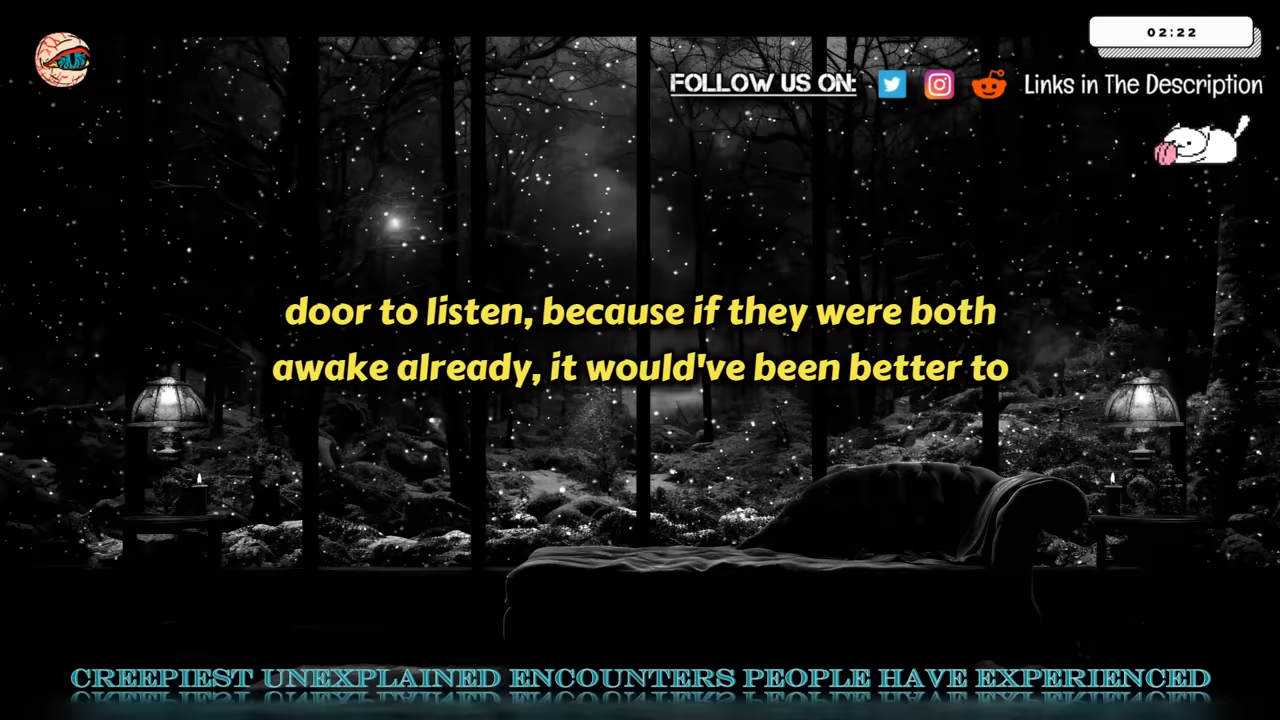 02:22
FOLLOW US ON: Links in The Description
door to listen, because if they were both
awake already, it would've been better to
CREEPIEST UNEXPLAINED ENCOUNTERS PEOPLE HAVE EXPERIENCED